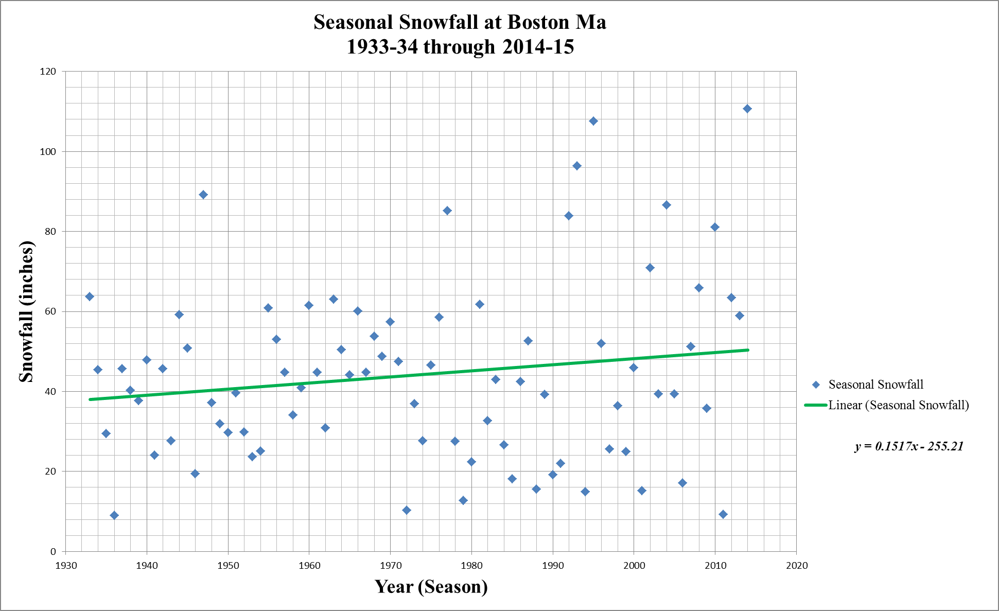 Seasonal Snowfall at Boston Ma
1933-34 through 2014-15
120
100
80
60
40
20
0
Snowfall (inches)
1930 1940 1950 1960 1970 1980 1990 2000 2010 2020
Year (Season)
Seasonal Snowfall
Linear (Seasonal Snowfall)
y = 0.1517x - 255.21